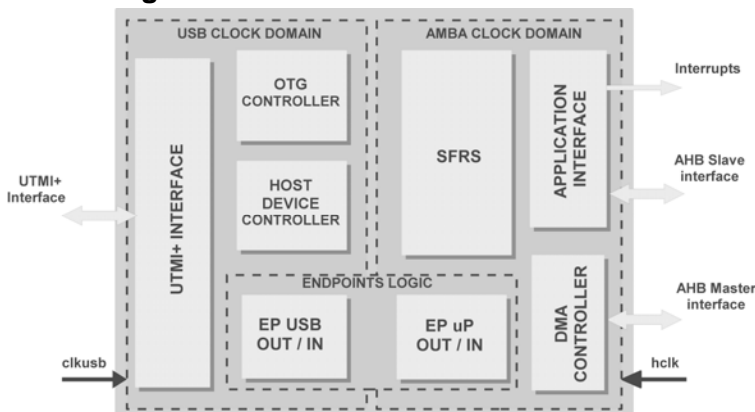 USB CLOCK DOMAIN
AMBA CLOCK DOMAIN
OTG
CONTROLLER
HOST
DEVICE
CONTROLLER
UTMI+ INTERFACE
SFRS
APPLICATION
INTERFACE
Interrupts
AHB Slave
interface
UTMI+
Interface
ENDPOINTS LOGIC
EP USB
OUT / IN
EP uP
OUT / IN
DMA
CONTROLLER
AHB Master
interface
clkusb
hclk